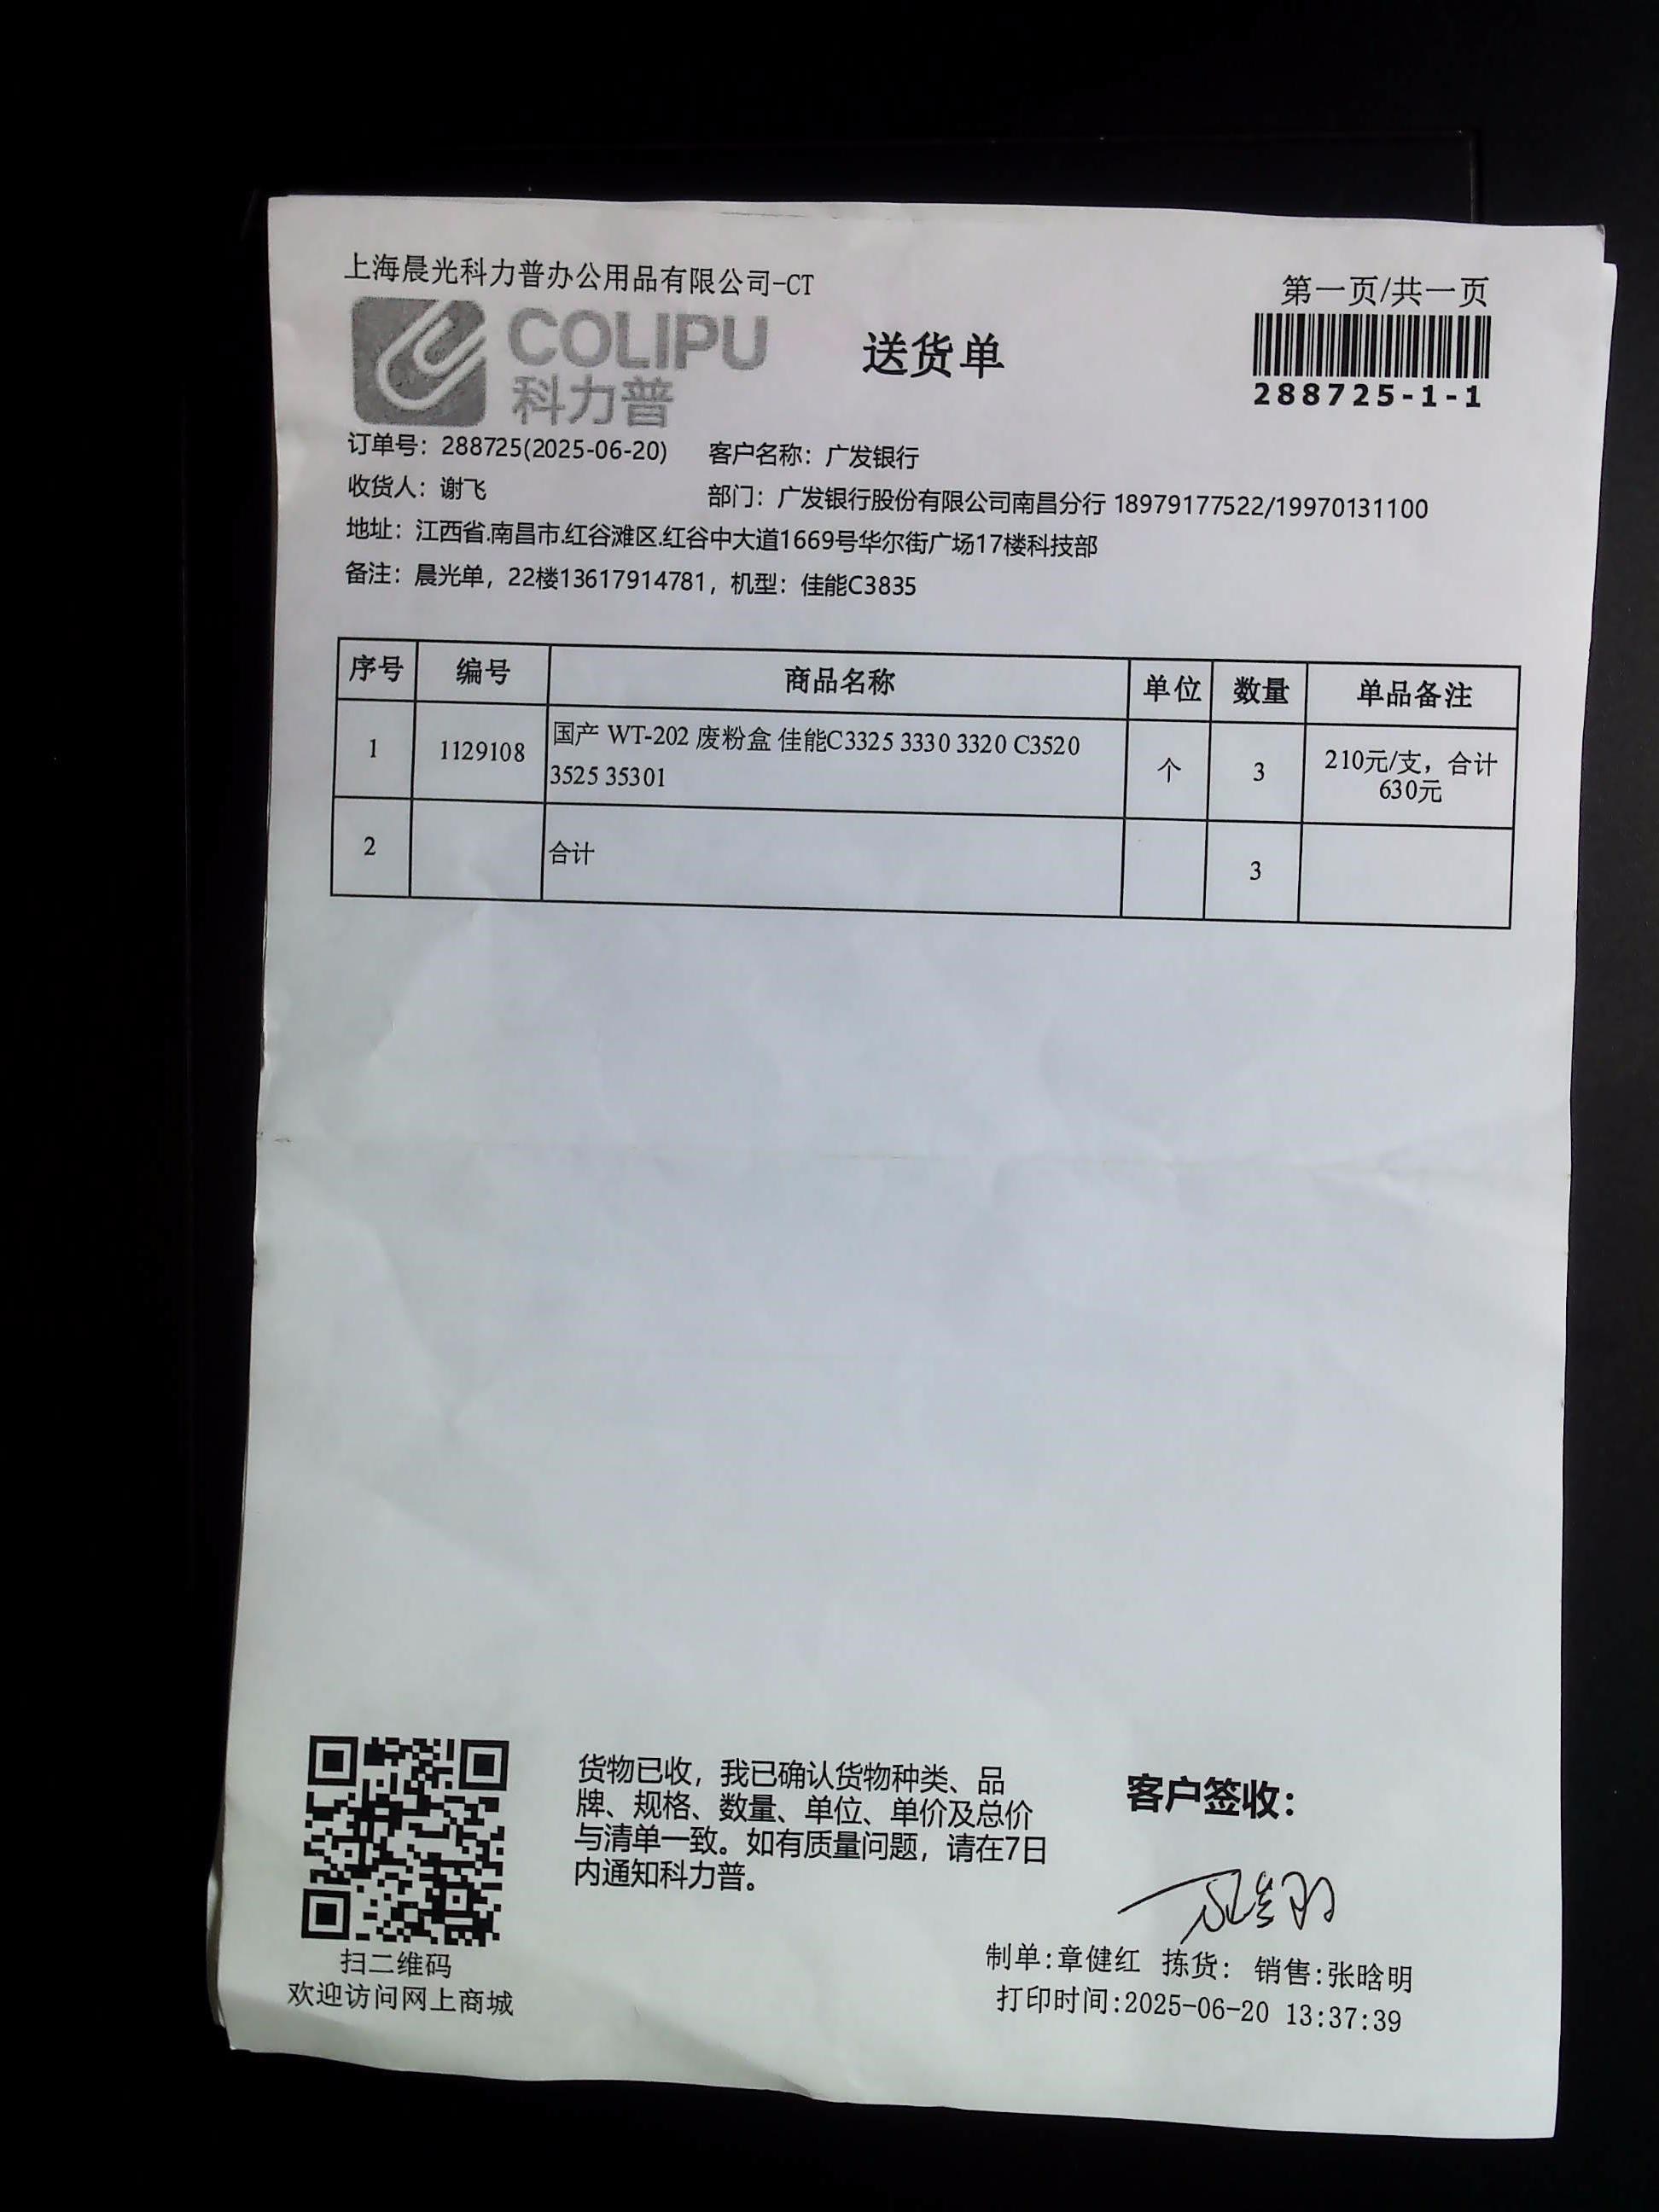 上海晨光科力普办公用品有限公司-CT
第一页/共一页
COLIPU
科力普
送货单
288725-1-1
订单号：288725(2025-06-20) 客户名称：广发银行
收货人：谢飞 部门：广发银行股份有限公司南昌分行 18979177522/19970131100
地址：江西省.南昌市.红谷滩区.红谷中大道1669号华尔街广场17楼科技部
备注：晨光单，22楼13617914781，机型：佳能C3835
序号 编号 商品名称 单位 数量 单品备注
1 1129108 国产 WT-202 废粉盒 佳能C3325 3330 3320 C3520 个 3 210元/支，合计
3525 35301 630元
2 合计 3
货物已收，我已确认货物种类、品
牌、规格、数量、单位、单价及总价
与清单一致。如有质量问题，请在7日
内通知科力普。
客户签收：
扫二维码
欢迎访问网上商城
制单:章健红 拣货: 销售:张晗明
打印时间:2025-06-20 13:37:39